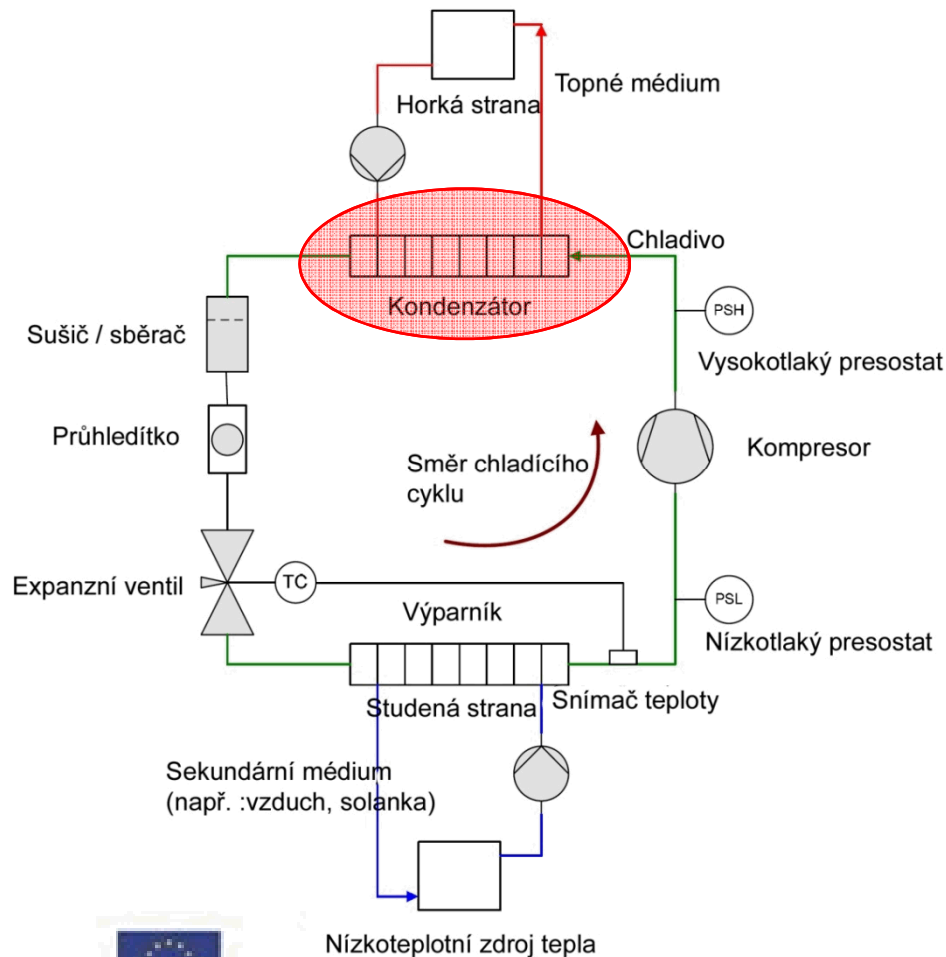 Topné médium
Horká strana
Chladivo
Kondenzátor
PSH
Sušič / sběrač
Vysokotlaký presostat
Průhledítko
Kompresor
Směr chladícího
cyklu
Expanzní ventil
TC
Výparník
PSL
Nízkotlaký presostat
Studená strana
Snímač teploty
Sekundární médium
(např. :vzduch, solanka)
Nízkoteplotní zdroj tepla